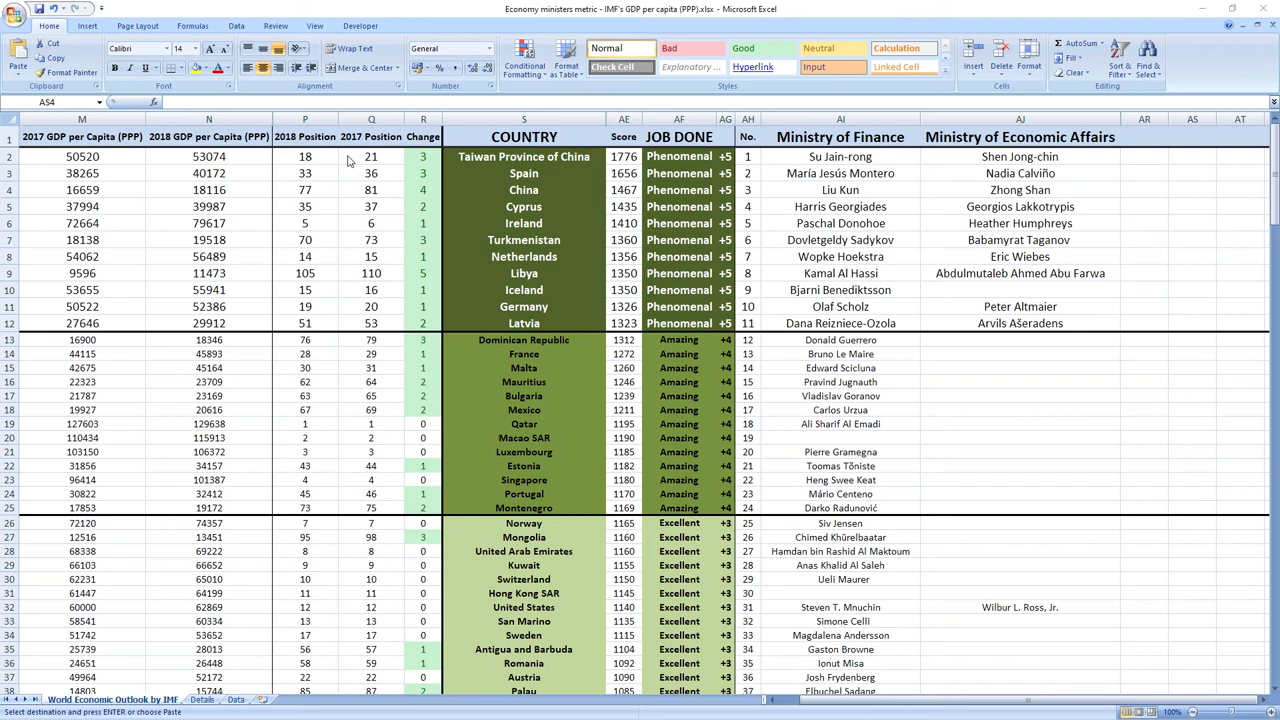 Economy ministers metric - IMF's GDP per capita (PPP).xlsx - Microsoft Excel
Home Insert Page Layout Formulas Data Review View Developer
Cut Calibri 14 Wrap Text General Normal Bad Good Neutral Calculation AutoSum
Copy Fill
Paste Format Painter Merge & Center Conditional Formatting Format as Table Check Cell Explanatory ... Hyperlink Input Linked Cell Insert Delete Format Clear Sort & Filter Find & Select
Clipboard Font Alignment Number Styles Cells Editing
AS4
M N P Q R S AE AF AG AH AI AJ AR AS AT
1 2017 GDP per Capita (PPP) 2018 GDP per Capita (PPP) 2018 Position 2017 Position Change COUNTRY Score JOB DONE No. Ministry of Finance Ministry of Economic Affairs
2 50520 53074 18 21 3 Taiwan Province of China 1776 Phenomenal +5 1 Su Jain-rong Shen Jong-chin
3 38265 40172 33 36 3 Spain 1656 Phenomenal +5 2 María Jesús Montero Nadia Calviño
4 16659 18116 77 81 4 China 1467 Phenomenal +5 3 Liu Kun Zhong Shan
5 37994 39987 35 37 2 Cyprus 1435 Phenomenal +5 4 Harris Georgiades Georgios Lakkotrypis
6 72664 79617 5 6 1 Ireland 1410 Phenomenal +5 5 Paschal Donohoe Heather Humphreys
7 18138 19518 70 73 3 Turkmenistan 1360 Phenomenal +5 6 Dovletgeldy Sadykov Babamyrat Taganov
8 54062 56489 14 15 1 Netherlands 1356 Phenomenal +5 7 Wopke Hoekstra Eric Wiebes
9 9596 11473 105 110 5 Libya 1350 Phenomenal +5 8 Kamal Al Hassi Abdulmutaleb Ahmed Abu Farwa
10 53655 55941 15 16 1 Iceland 1350 Phenomenal +5 9 Bjarni Benediktsson
11 50522 52386 19 20 1 Germany 1326 Phenomenal +5 10 Olaf Scholz Peter Altmaier
12 27646 29912 51 53 2 Latvia 1323 Phenomenal +5 11 Dana Reizniece-Ozola Arvils Ašeradens
13 16900 18346 76 79 3 Dominican Republic 1312 Amazing +4 12 Donald Guerrero
14 44115 45893 28 29 1 France 1272 Amazing +4 13 Bruno Le Maire
15 42675 45164 30 31 1 Malta 1260 Amazing +4 14 Edward Scicluna
16 22323 23709 62 64 2 Mauritius 1246 Amazing +4 15 Pravind Jugnauth
17 21787 23169 63 65 2 Bulgaria 1239 Amazing +4 16 Vladislav Goranov
18 19927 20616 67 69 2 Mexico 1211 Amazing +4 17 Carlos Urzua
19 127603 129638 1 1 0 Qatar 1195 Amazing +4 18 Ali Sharif Al Emadi
20 110434 115913 2 2 0 Macao SAR 1190 Amazing +4 19
21 103150 106372 3 3 0 Luxembourg 1185 Amazing +4 20 Pierre Gramegna
22 31856 34157 43 44 1 Estonia 1182 Amazing +4 21 Toomas Tõniste
23 96414 101387 4 4 0 Singapore 1180 Amazing +4 22 Heng Swee Keat
24 30822 32412 45 46 1 Portugal 1170 Amazing +4 23 Mário Centeno
25 17853 19172 73 75 2 Montenegro 1169 Amazing +4 24 Darko Radunović
26 72120 74357 7 7 0 Norway 1165 Excellent +3 25 Siv Jensen
27 12516 13451 95 98 3 Mongolia 1160 Excellent +3 26 Chimed Khürelbaatar
28 68338 69222 8 8 0 United Arab Emirates 1160 Excellent +3 27 Hamdan bin Rashid Al Maktoum
29 66103 66652 9 9 0 Kuwait 1155 Excellent +3 28 Anas Khalid Al Saleh
30 62231 65010 10 10 0 Switzerland 1150 Excellent +3 29 Ueli Maurer
31 61447 64199 11 11 0 Hong Kong SAR 1145 Excellent +3 30
32 60000 62869 12 12 0 United States 1140 Excellent +3 31 Steven T. Mnuchin Wilbur L. Ross, Jr.
33 58541 60334 13 13 0 San Marino 1130 Excellent +3 32 Simone Celli
34 51742 53652 17 17 0 Sweden 1115 Excellent +3 33 Magdalena Andersson
35 25739 28013 56 57 1 Antigua and Barbuda 1110 Excellent +3 34 Gaston Browne
36 24651 26448 58 59 1 Romania 1092 Excellent +3 35 Ionut Misa
37 49964 52172 20 20 0 Austria 1090 Excellent +3 36 Josh Frydenberg
38 14803 15744 85 87 2 Palau 1085 Excellent +3 37 Elbuchel Sadang
World Economic Outlook by IMF Details Data
Select destination and press ENTER or choose Paste 100%